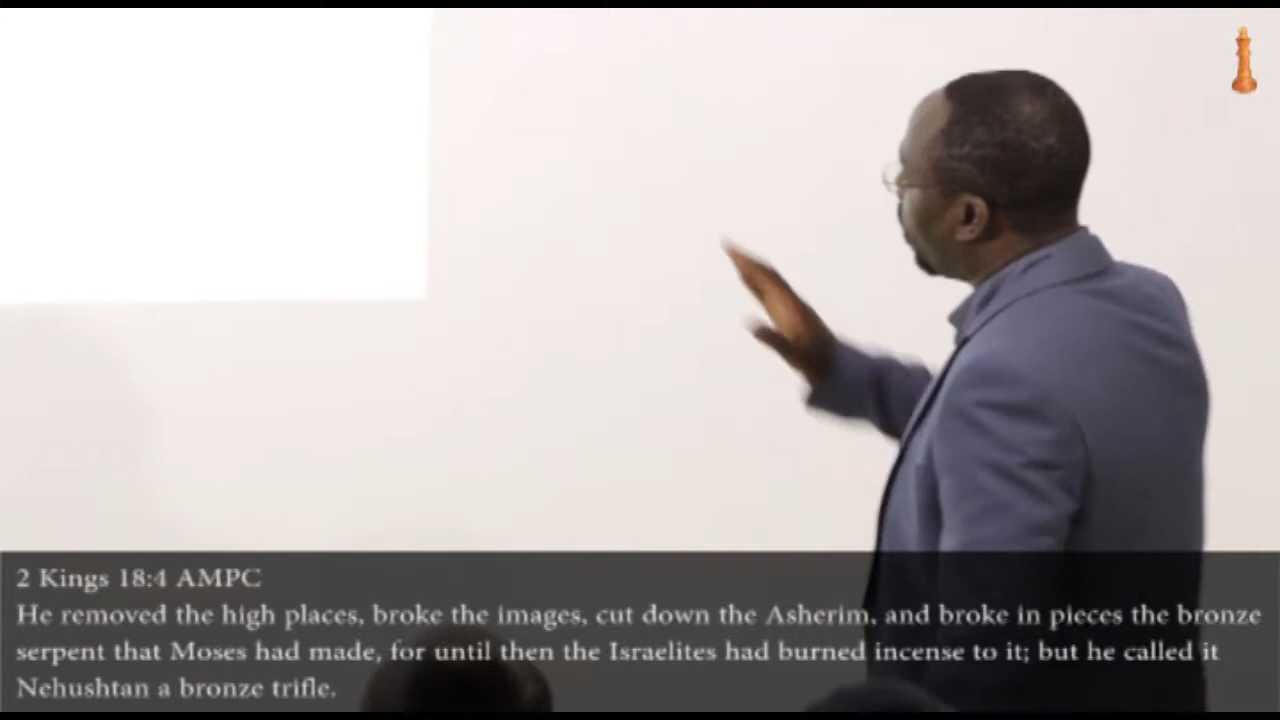 2 Kings 18:4 AMPC
He removed the high places, broke the images, cut down the Asherim, and broke in pieces the bronze
serpent that Moses had made, for until then the Israelites had burned incense to it; but he called it
Nehushtan a bronze trifle.